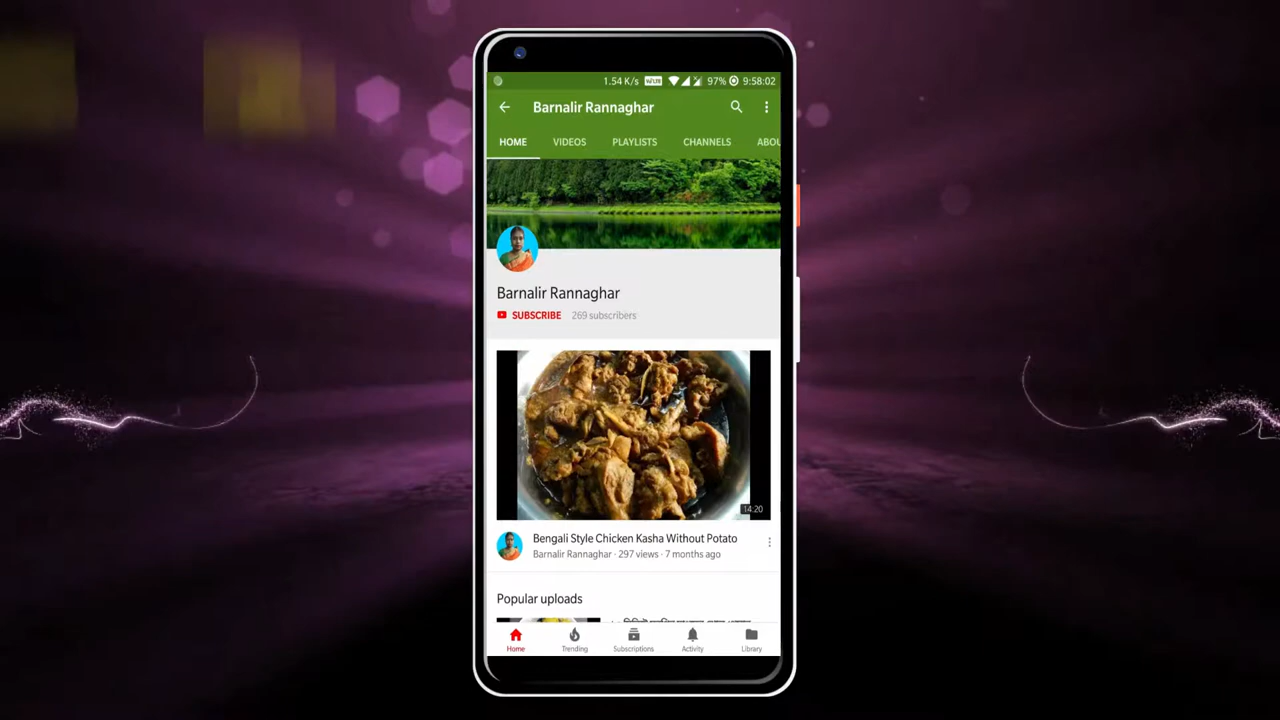 1.54 K/s VoLTE 97% 9:58:02
Barnalir Rannaghar
HOME VIDEOS PLAYLISTS CHANNELS ABOU
Barnalir Rannaghar
SUBSCRIBE 269 subscribers
14:20
Bengali Style Chicken Kasha Without Potato
Barnalir Rannaghar · 297 views · 7 months ago
Popular uploads
Home Trending Subscriptions Activity Library